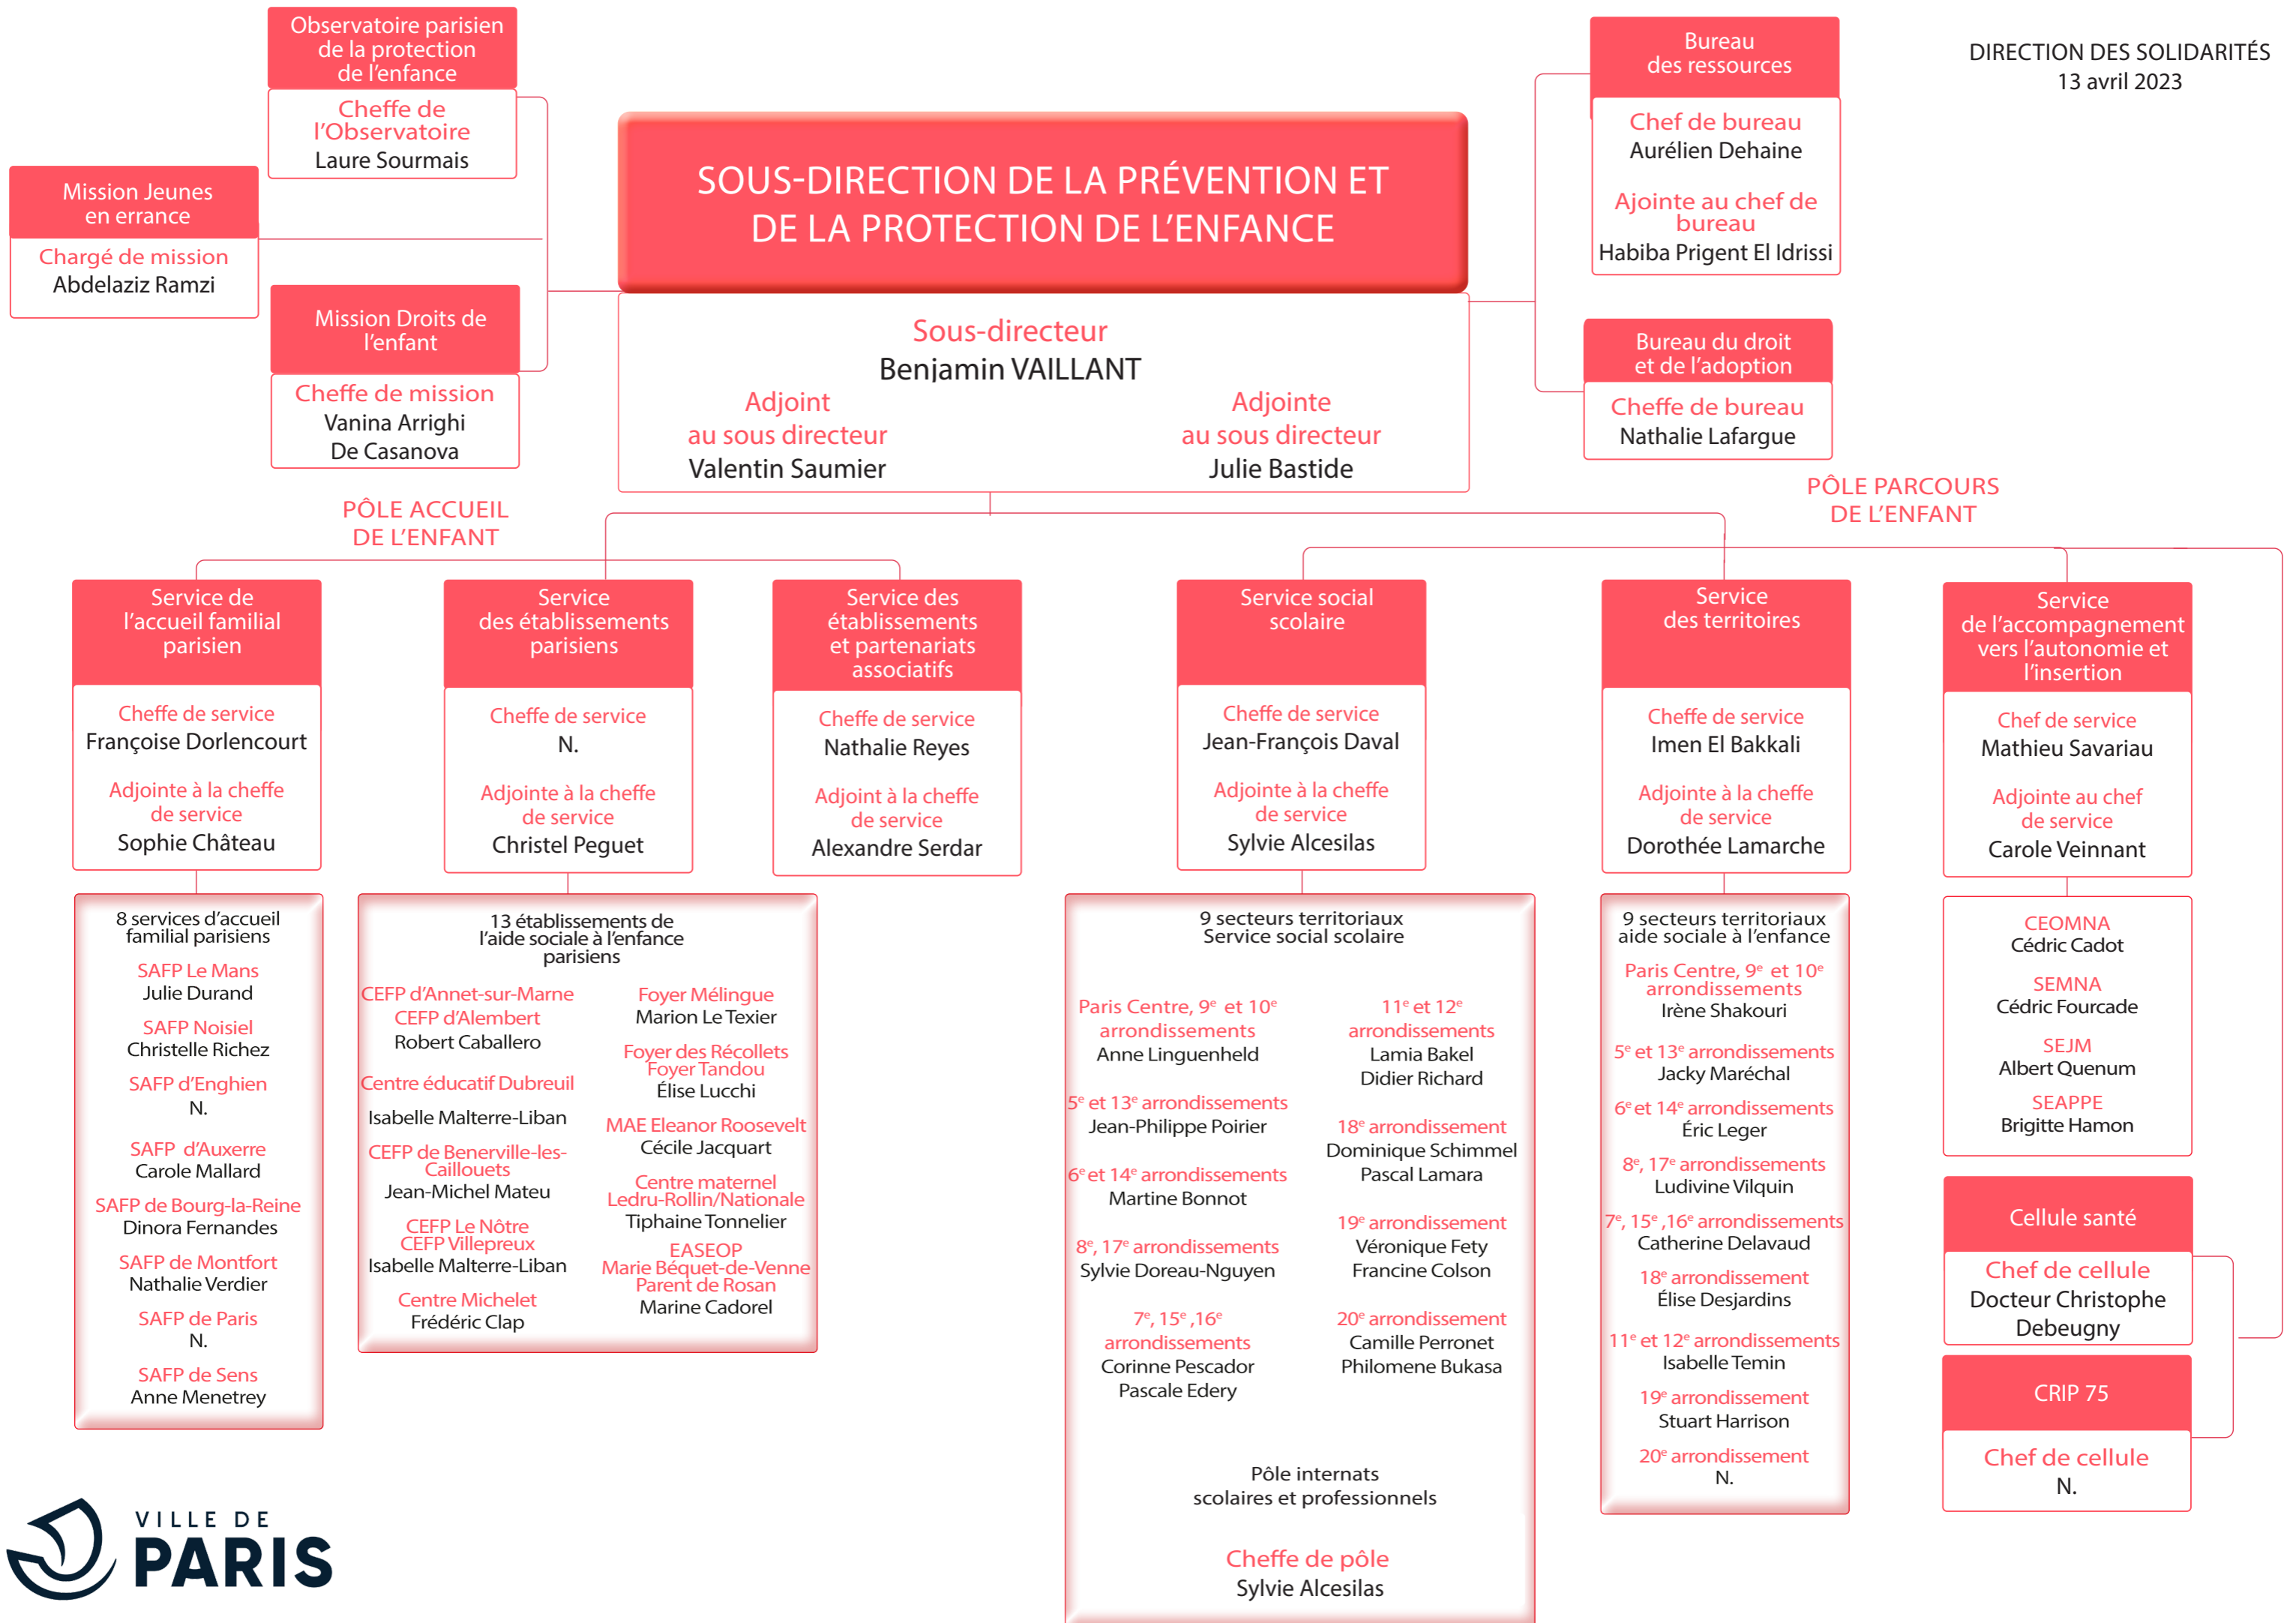 Observatoire parisien
de la protection
de l'enfance
Cheffe de
l'Observatoire
Laure Sourmais
Mission Jeunes
en errance
Chargé de mission
Abdelaziz Ramzi
Mission Droits de
l'enfant
Cheffe de mission
Vanina Arrighi
De Casanova
SOUS-DIRECTION DE LA PRÉVENTION ET
DE LA PROTECTION DE L'ENFANCE
Sous-directeur
Benjamin VAILLANT
Adjoint
au sous directeur
Valentin Saumier
Adjointe
au sous directeur
Julie Bastide
Bureau
des ressources
Chef de bureau
Aurélien Dehaine
Ajointe au chef de
bureau
Habiba Prigent El Idrissi
Bureau du droit
et de l'adoption
Cheffe de bureau
Nathalie Lafargue
DIRECTION DES SOLIDARITÉS
13 avril 2023
PÔLE ACCUEIL
DE L'ENFANT
PÔLE PARCOURS
DE L'ENFANT
Service de
l'accueil familial
parisien
Cheffe de service
Françoise Dorlencourt
Adjointe à la cheffe
de service
Sophie Château
8 services d'accueil
familial parisiens
SAFP Le Mans
Julie Durand
SAFP Noisiel
Christelle Richez
SAFP d'Enghien
N.
SAFP d'Auxerre
Carole Mallard
SAFP de Bourg-la-Reine
Dinora Fernandes
SAFP de Montfort
Nathalie Verdier
SAFP de Paris
N.
SAFP de Sens
Anne Menetrey
Service
des établissements
parisiens
Cheffe de service
N.
Adjointe à la cheffe
de service
Christel Peguet
13 établissements de
l'aide sociale à l'enfance
parisiens
CEFP d'Annet-sur-Marne
CEFP d'Alembert
Robert Caballero
Centre éducatif Dubreuil
Isabelle Malterre-Liban
CEFP de Benerville-les-
Caillouets
Jean-Michel Mateu
CEFP Le Nôtre
CEFP Villepreux
Isabelle Malterre-Liban
Centre Michelet
Frédéric Clap
Foyer Mélingue
Marion Le Texier
Foyer des Récollets
Foyer Tandou
Élise Lucchi
MAE Eleanor Roosevelt
Cécile Jacquart
Centre maternel
Ledru-Rollin/Nationale
Tiphaine Tonnelier
EASEOP
Marie Béquet-de-Venne
Parent de Rosan
Marine Cadorel
Service des
établissements
et partenariats
associatifs
Cheffe de service
Nathalie Reyes
Adjoint à la cheffe
de service
Alexandre Serdar
Service social
scolaire
Cheffe de service
Jean-François Daval
Adjointe à la cheffe
de service
Sylvie Alcesilas
9 secteurs territoriaux
Service social scolaire
Paris Centre, 9e et 10e
arrondissements
Anne Linguenheld
5e et 13e arrondissements
Jean-Philippe Poirier
6e et 14e arrondissements
Martine Bonnot
8e, 17e arrondissements
Sylvie Doreau-Nguyen
7e, 15e ,16e
arrondissements
Corinne Pescador
Pascale Edery
11e et 12e
arrondissements
Lamia Bakel
Didier Richard
18e arrondissement
Dominique Schimmel
Pascal Lamara
19e arrondissement
Véronique Fety
Francine Colson
20e arrondissement
Camille Perronet
Philomene Bukasa
Pôle internats
scolaires et professionnels
Cheffe de pôle
Sylvie Alcesilas
Service
des territoires
Cheffe de service
Imen El Bakkali
Adjointe à la cheffe
de service
Dorothée Lamarche
9 secteurs territoriaux
aide sociale à l'enfance
Paris Centre, 9e et 10e
arrondissements
Irène Shakouri
5e et 13e arrondissements
Jacky Maréchal
6e et 14e arrondissements
Éric Leger
8e, 17e arrondissements
Ludivine Vilquin
7e, 15e ,16e arrondissements
Catherine Delavaud
18e arrondissement
Élise Desjardins
11e et 12e arrondissements
Isabelle Temin
19e arrondissement
Stuart Harrison
20e arrondissement
N.
Service
de l'accompagnement
vers l'autonomie et
l'insertion
Chef de service
Mathieu Savariau
Adjointe au chef
de service
Carole Veinnant
CEOMNA
Cédric Cadot
SEMNA
Cédric Fourcade
SEJM
Albert Quenum
SEAPPE
Brigitte Hamon
Cellule santé
Chef de cellule
Docteur Christophe
Debeugny
CRIP 75
Chef de cellule
N.
VILLE DE
PARIS